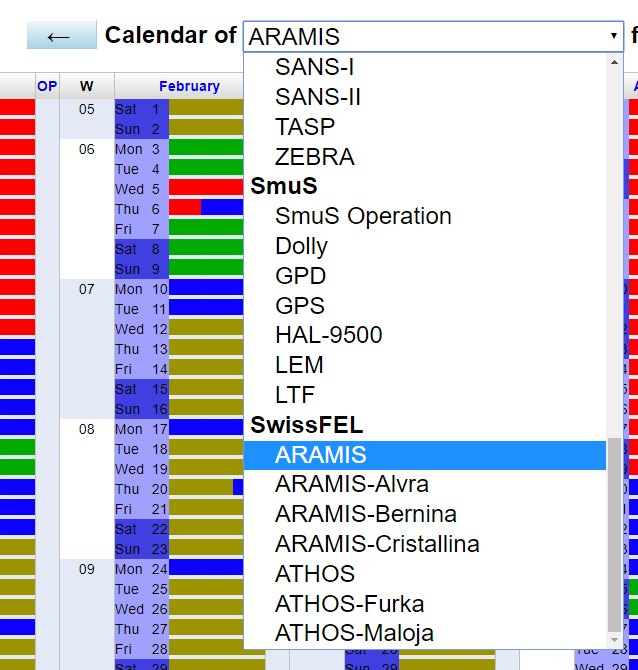 ← Calendar of ARAMIS f
OP W February A
05 Sat 1
Sun 2
06 Mon 3
Tue 4
Wed 5
Thu 6
Fri 7
Sat 8
Sun 9
07 Mon 10
Tue 11
Wed 12
Thu 13
Fri 14
Sat 15
Sun 16
08 Mon 17
Tue 18
Wed 19
Thu 20
Fri 21
Sat 22
Sun 23
09 Mon 24
Tue 25
Wed 26
Thu 27
Fri 28
Sat 29
SANS-I
SANS-II
TASP
ZEBRA
SmuS
SmuS Operation
Dolly
GPD
GPS
HAL-9500
LEM
LTF
SwissFEL
ARAMIS
ARAMIS-Alvra
ARAMIS-Bernina
ARAMIS-Cristallina
ATHOS
ATHOS-Furka
ATHOS-Maloja
Sat 28 Tue 28
Sun 29 Wed 29